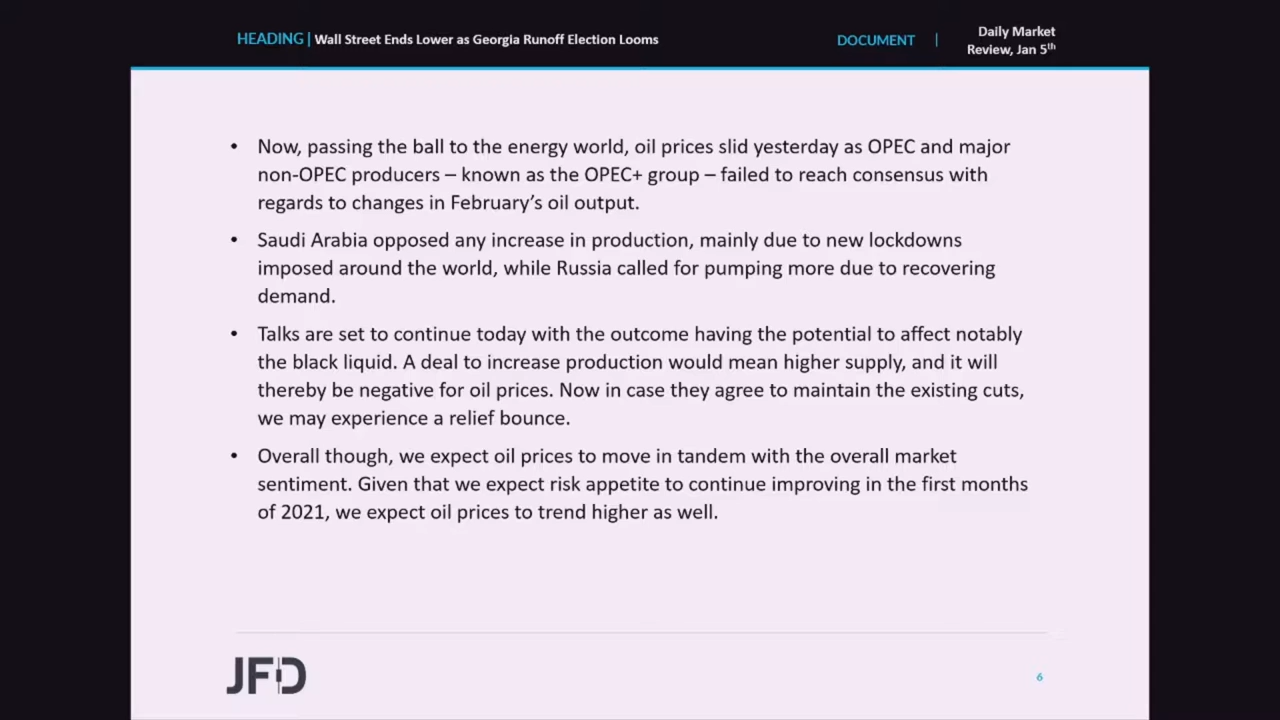 HEADING | Wall Street Ends Lower as Georgia Runoff Election Looms
DOCUMENT |
Daily Market
Review, Jan 5th
• Now, passing the ball to the energy world, oil prices slid yesterday as OPEC and major
non-OPEC producers – known as the OPEC+ group – failed to reach consensus with
regards to changes in February’s oil output.
• Saudi Arabia opposed any increase in production, mainly due to new lockdowns
imposed around the world, while Russia called for pumping more due to recovering
demand.
• Talks are set to continue today with the outcome having the potential to affect notably
the black liquid. A deal to increase production would mean higher supply, and it will
thereby be negative for oil prices. Now in case they agree to maintain the existing cuts,
we may experience a relief bounce.
• Overall though, we expect oil prices to move in tandem with the overall market
sentiment. Given that we expect risk appetite to continue improving in the first months
of 2021, we expect oil prices to trend higher as well.
JFD
6